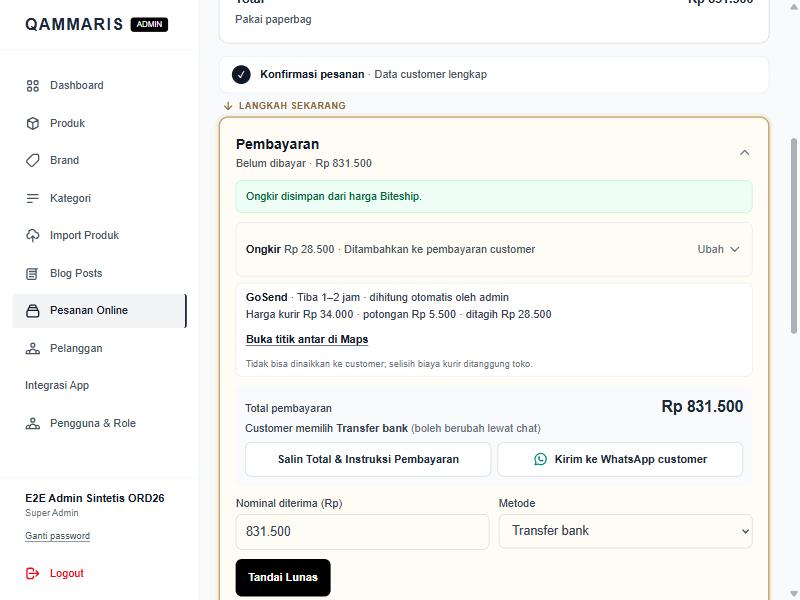 QAMMARIS ADMIN
Dashboard
Produk
Brand
Kategori
Import Produk
Blog Posts
Pesanan Online
Pelanggan
Integrasi App
Pengguna & Role
E2E Admin Sintetis ORD26
Super Admin
Ganti password
Logout
Total Rp 831.500
Pakai paperbag
Konfirmasi pesanan · Data customer lengkap
LANGKAH SEKARANG
Pembayaran
Belum dibayar · Rp 831.500
Ongkir disimpan dari harga Biteship.
Ongkir Rp 28.500 · Ditambahkan ke pembayaran customer Ubah
GoSend · Tiba 1–2 jam · dihitung otomatis oleh admin
Harga kurir Rp 34.000 · potongan Rp 5.500 · ditagih Rp 28.500
Buka titik antar di Maps
Tidak bisa dinaikkan ke customer; selisih biaya kurir ditanggung toko.
Total pembayaran Rp 831.500
Customer memilih Transfer bank (boleh berubah lewat chat)
Salin Total & Instruksi Pembayaran Kirim ke WhatsApp customer
Nominal diterima (Rp) Metode
831.500 Transfer bank
Tandai Lunas